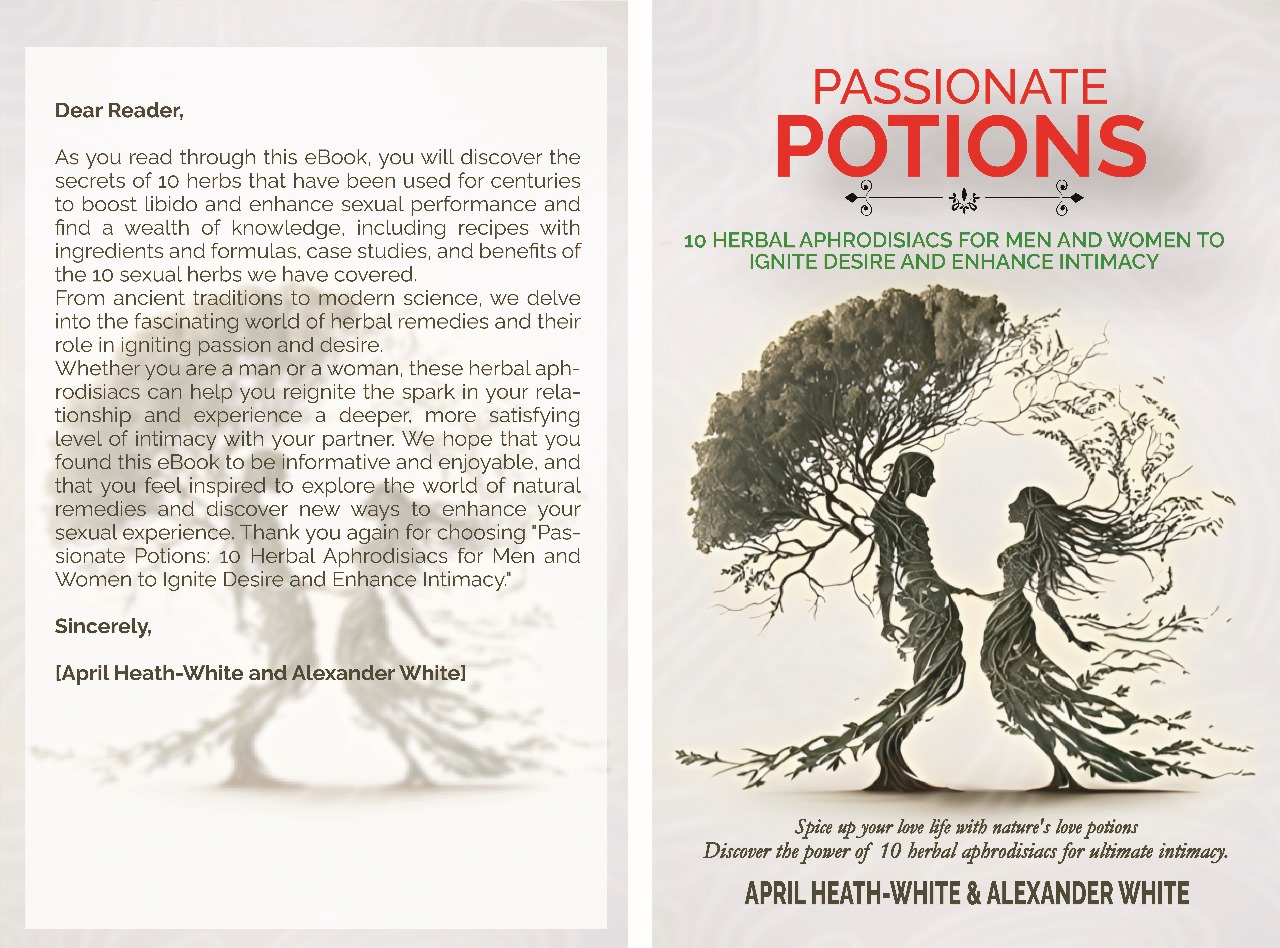 Dear Reader,
As you read through this eBook, you will discover the
secrets of 10 herbs that have been used for centuries
to boost libido and enhance sexual performance and
find a wealth of knowledge, including recipes with
ingredients and formulas, case studies, and benefits of
the 10 sexual herbs we have covered.
From ancient traditions to modern science, we delve
into the fascinating world of herbal remedies and their
role in igniting passion and desire.
Whether you are a man or a woman, these herbal aph-
rodisiacs can help you reignite the spark in your rela-
tionship and experience a deeper, more satisfying
level of intimacy with your partner. We hope that you
found this eBook to be informative and enjoyable, and
that you feel inspired to explore the world of natural
remedies and discover new ways to enhance your
sexual experience. Thank you again for choosing "Pas-
sionate Potions: 10 Herbal Aphrodisiacs for Men and
Women to Ignite Desire and Enhance Intimacy."
Sincerely,
[April Heath-White and Alexander White]
PASSIONATE
POTIONS
10 HERBAL APHRODISIACS FOR MEN AND WOMEN TO
IGNITE DESIRE AND ENHANCE INTIMACY
Spice up your love life with nature's love potions
Discover the power of 10 herbal aphrodisiacs for ultimate intimacy.
APRIL HEATH-WHITE & ALEXANDER WHITE